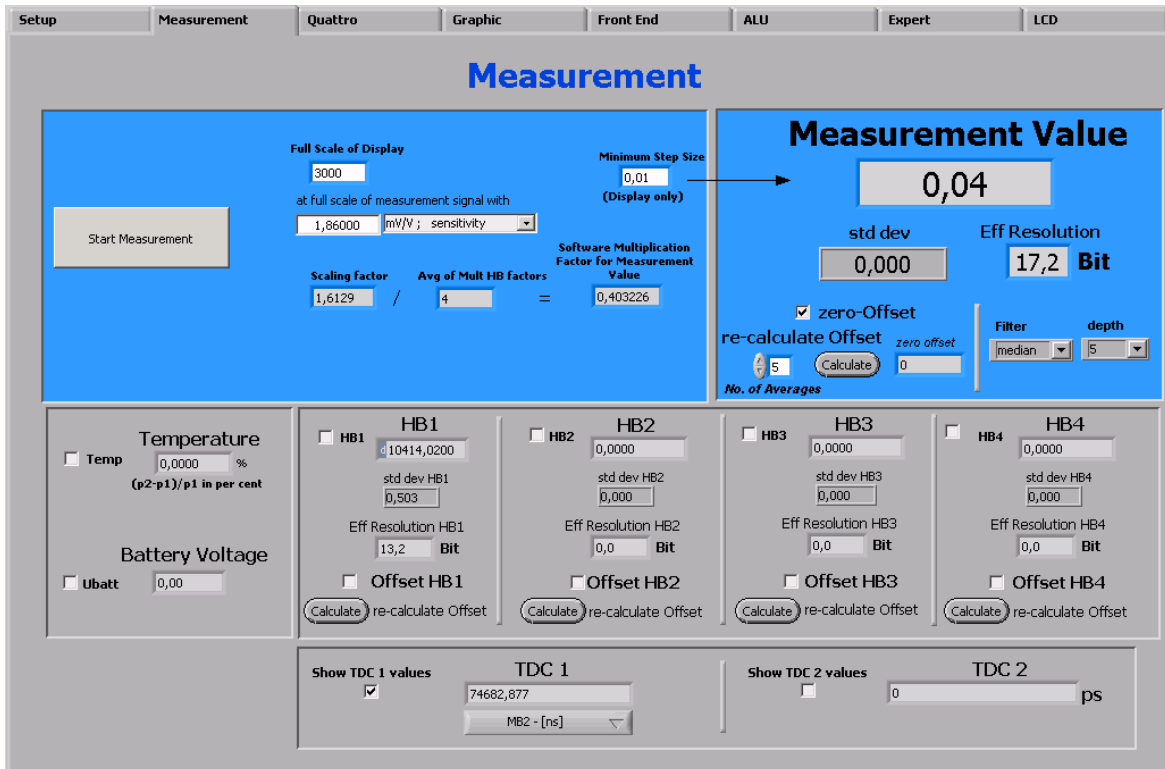 Setup Measurement Quattro Graphic Front End ALU Expert LCD
Measurement
Full Scale of Display
3000
at full scale of measurement signal with
1,86000 mV/V ; sensitivity
Minimum Step Size
0,01
(Display only)
Start Measurement
Scaling factor
1,6129
/
Avg of Mult HB factors
4
=
Software Multiplication
Factor for Measurement
Value
0,403226
Measurement Value
0,04
std dev
0,000
Eff Resolution
17,2 Bit
zero-Offset
re-calculate Offset
5 Calculate
No. of Averages
zero offset
0
Filter
median
depth
5
Temperature
Temp 0,0000 %
(p2-p1)/p1 in per cent
Battery Voltage
Ubatt 0,00
HB1
HB1
d 10414,0200
std dev HB1
0,503
Eff Resolution HB1
13,2 Bit
Offset HB1
Calculate re-calculate Offset
HB2
HB2
0,0000
std dev HB2
0,000
Eff Resolution HB2
0,0 Bit
Offset HB2
Calculate re-calculate Offset
HB3
HB3
0,0000
std dev HB3
0,000
Eff Resolution HB3
0,0 Bit
Offset HB3
Calculate re-calculate Offset
HB4
HB4
0,0000
std dev HB4
0,000
Eff Resolution HB4
0,0 Bit
Offset HB4
Calculate re-calculate Offset
Show TDC 1 values
TDC 1
74682,877
MB2 - [ns]
Show TDC 2 values
TDC 2
0 ps